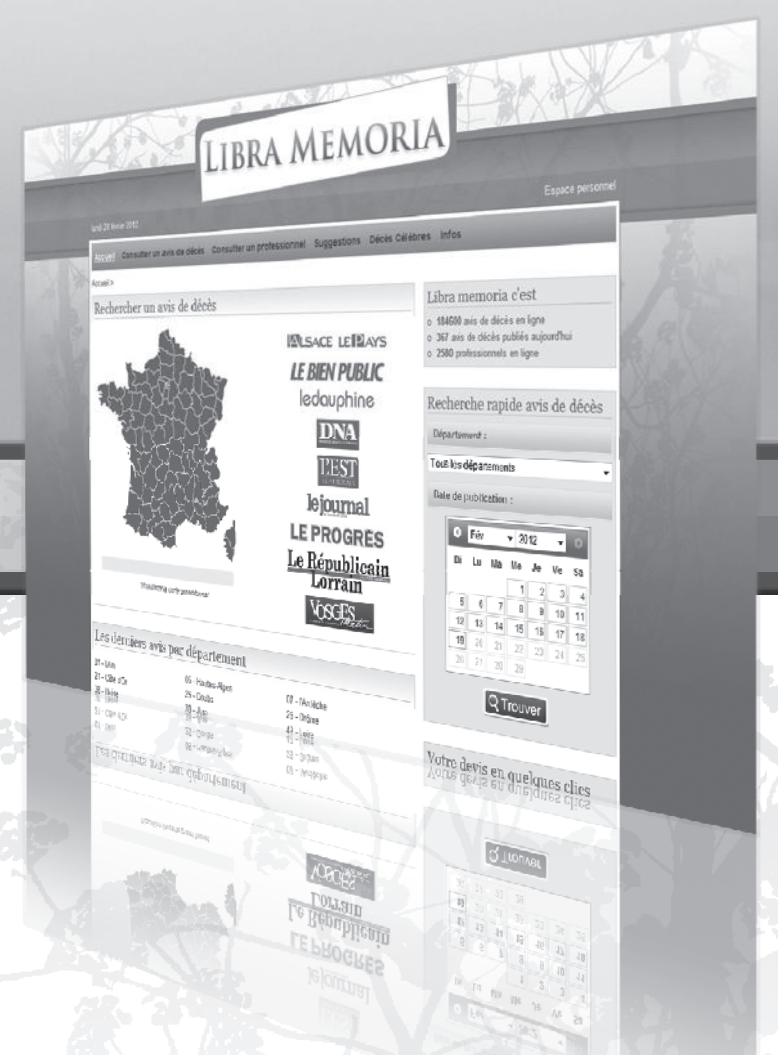 LIBRA MEMORIA
Espace personnel
Accueil Consulter un avis de décès Consulter un professionnel Suggestions Décès Célèbres Infos
Accueil >
Rechercher un avis de décès
ALSACE LE PAYS
LE BIEN PUBLIC
ledauphine
DNA
L'EST
le journal
LE PROGRES
Le Républicain
Lorrain
VOSGES
Les derniers avis par département
01 - Ain
05 - Hautes-Alpes
07 - l'Ardèche
21 - Côte d'Or
25 - Doubs
26 - Drôme
Libra memoria c'est
184600 avis de décès en ligne
367 avis de décès publiés aujourd'hui
2580 professionnels en ligne
Recherche rapide avis de décès
Département :
Tous les départements
Date de publication :
Fév 2012
Di Lu Ma Me Je Ve Sa
1 2 3 4
5 6 7 8 9 10 11
12 13 14 15 16 17 18
19 20 21 22 23 24 25
26 27 28 29
Trouver
Votre devis en quelques clics